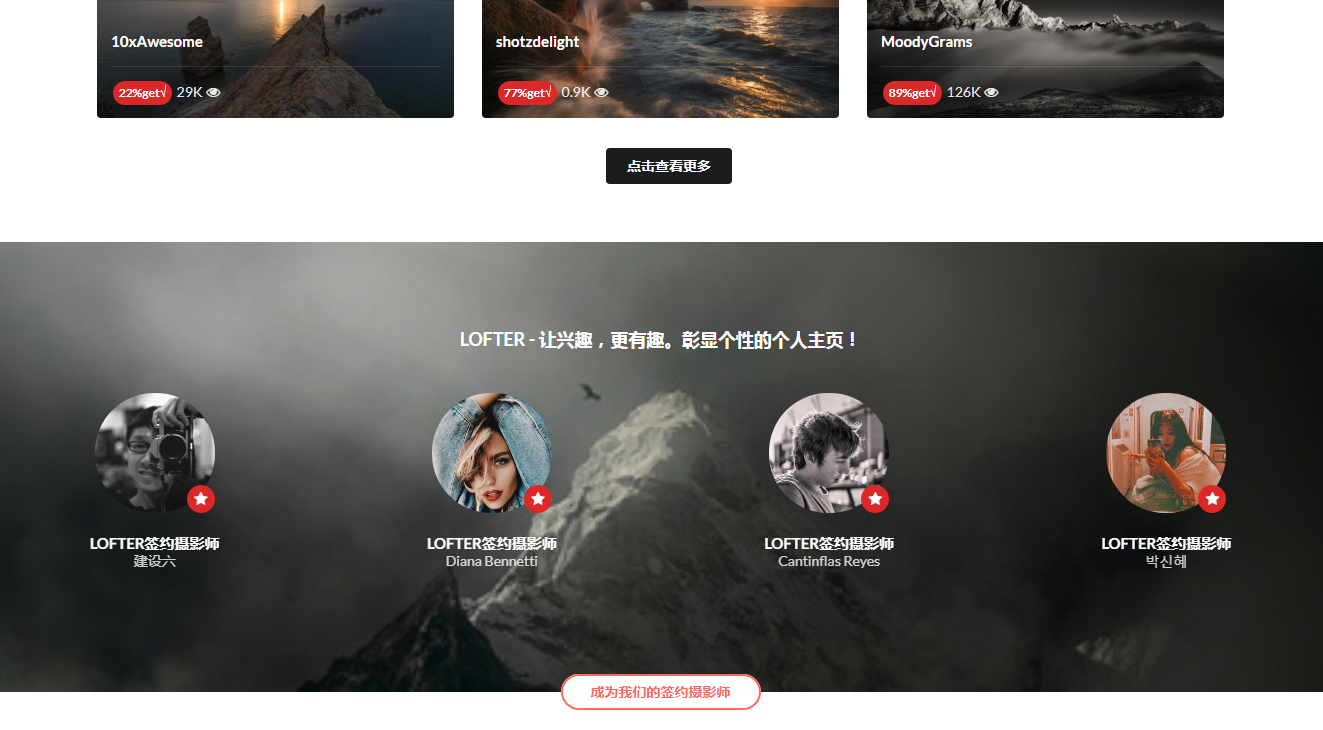 10xAwesome
shotzdelight
MoodyGrams
22%get√ 29K
77%get√ 0.9K
89%get√ 126K
点击查看更多
LOFTER - 让兴趣，更有趣。彰显个性的个人主页！
LOFTER签约摄影师
建设六
LOFTER签约摄影师
Diana Bennetti
LOFTER签约摄影师
Cantinflas Reyes
LOFTER签约摄影师
박신혜
成为我们的签约摄影师